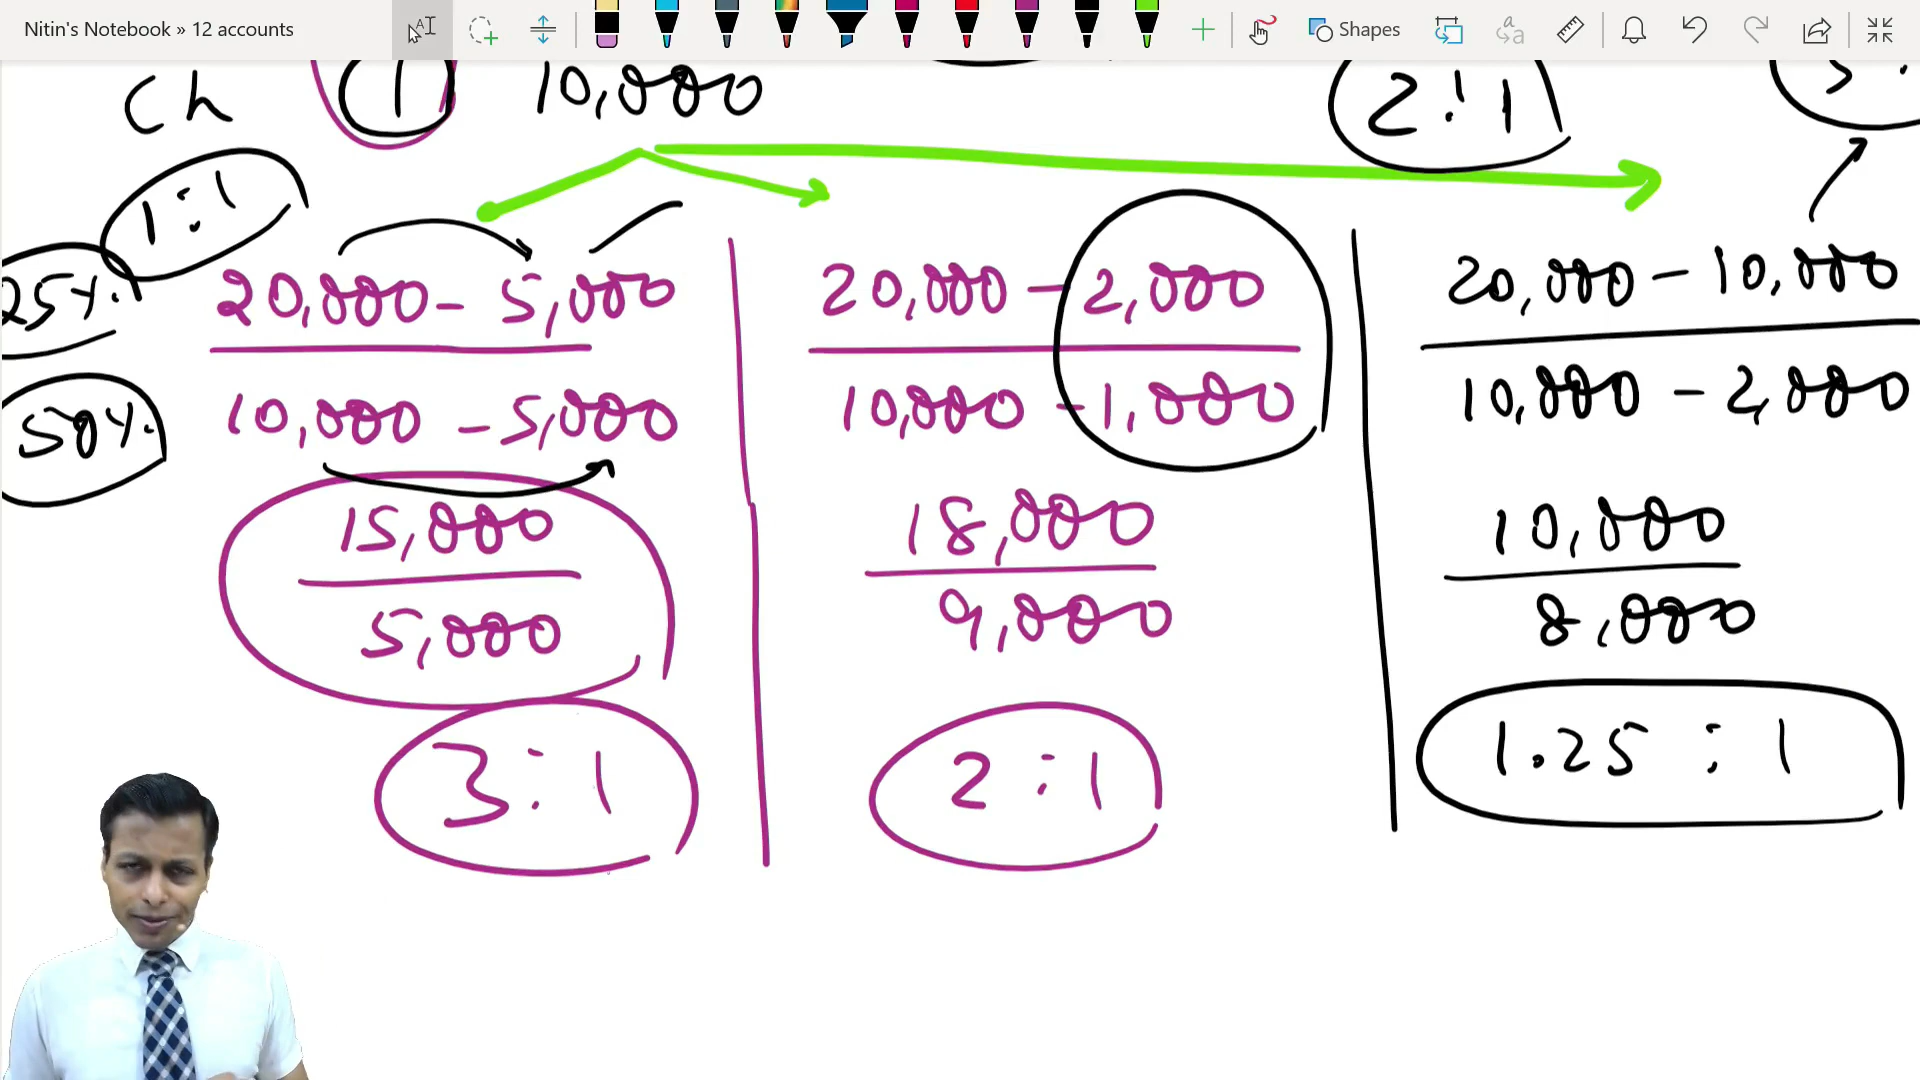 Nitin's Notebook » 12 accounts
Shapes
Ch 1 10,000
2 : 1
1 : 1
25%.
50%.
20,000 - 5,000
10,000 - 5,000
15,000
5,000
3 : 1
20,000 - 2,000
10,000 - 1,000
18,000
9,000
2 : 1
20,000 - 10,000
10,000 - 2,000
10,000
8,000
1.25 : 1